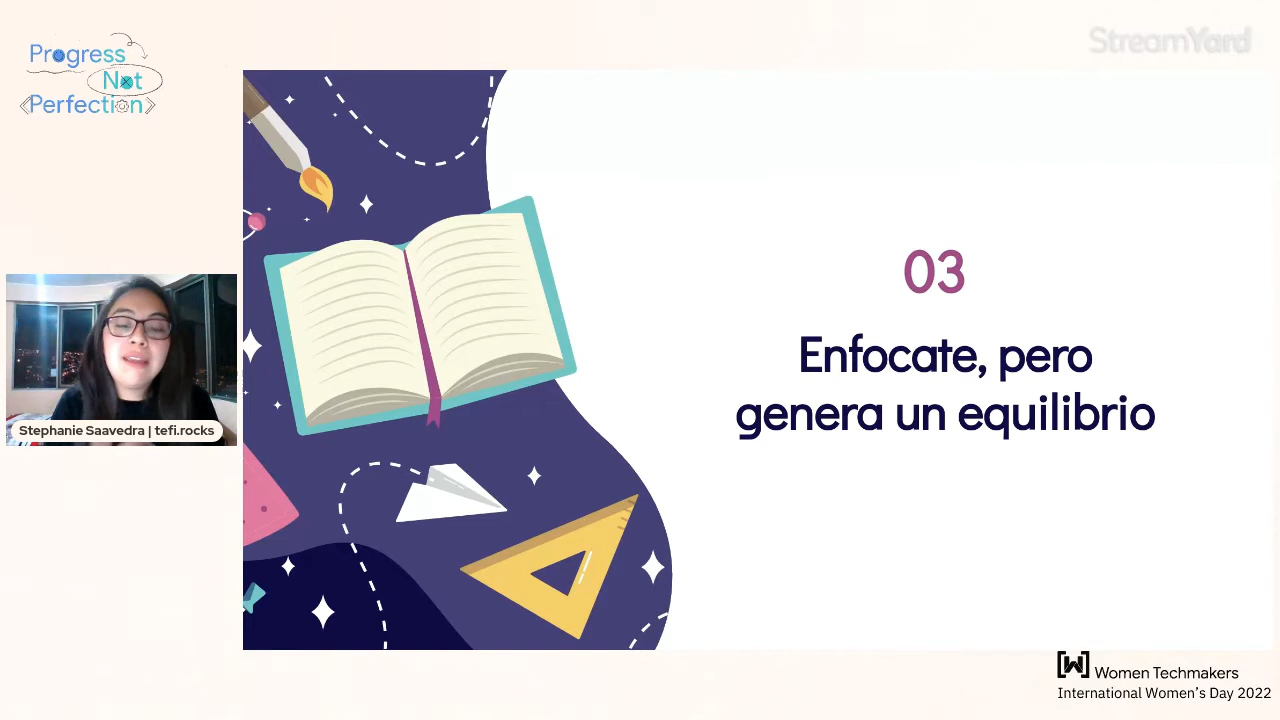 Progress
Not
Perfection
StreamYard
03
Enfocate, pero
genera un equilibrio
Stephanie Saavedra | tefi.rocks
[W] Women Techmakers
International Women's Day 2022